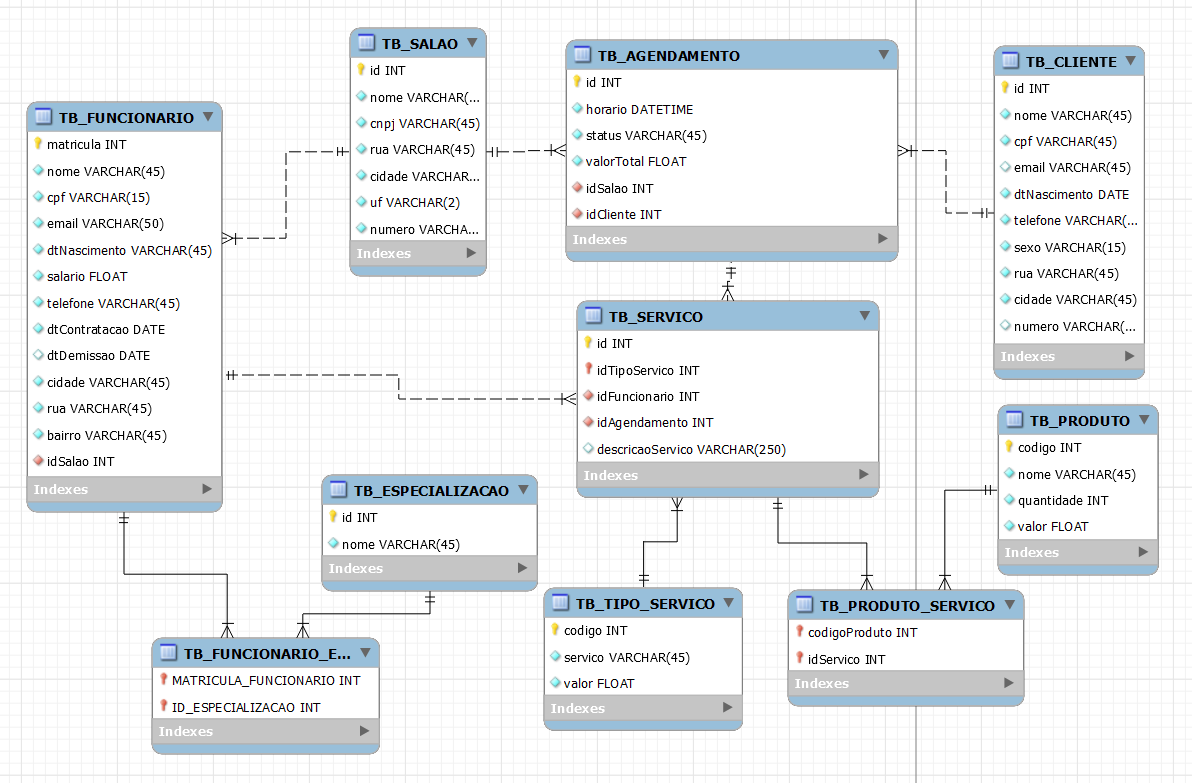 TB_FUNCIONARIO
matricula INT
nome VARCHAR(45)
cpf VARCHAR(15)
email VARCHAR(50)
dtNascimento VARCHAR(45)
salario FLOAT
telefone VARCHAR(45)
dtContratacao DATE
dtDemissao DATE
cidade VARCHAR(45)
rua VARCHAR(45)
bairro VARCHAR(45)
idSalao INT
Indexes
TB_SALAO
id INT
nome VARCHAR(...
cnpj VARCHAR(45)
rua VARCHAR(45)
cidade VARCHAR...
uf VARCHAR(2)
numero VARCHA...
Indexes
TB_AGENDAMENTO
id INT
horario DATETIME
status VARCHAR(45)
valorTotal FLOAT
idSalao INT
idCliente INT
Indexes
TB_CLIENTE
id INT
nome VARCHAR(45)
cpf VARCHAR(45)
email VARCHAR(45)
dtNascimento DATE
telefone VARCHAR(...
sexo VARCHAR(15)
rua VARCHAR(45)
cidade VARCHAR(45)
numero VARCHAR(...
Indexes
TB_SERVICO
id INT
idTipoServico INT
idFuncionario INT
idAgendamento INT
descricaoServico VARCHAR(250)
Indexes
TB_PRODUTO
codigo INT
nome VARCHAR(45)
quantidade INT
valor FLOAT
Indexes
TB_ESPECIALIZACAO
id INT
nome VARCHAR(45)
Indexes
TB_TIPO_SERVICO
codigo INT
servico VARCHAR(45)
valor FLOAT
Indexes
TB_PRODUTO_SERVICO
codigoProduto INT
idServico INT
Indexes
TB_FUNCIONARIO_E...
MATRICULA_FUNCIONARIO INT
ID_ESPECIALIZACAO INT
Indexes